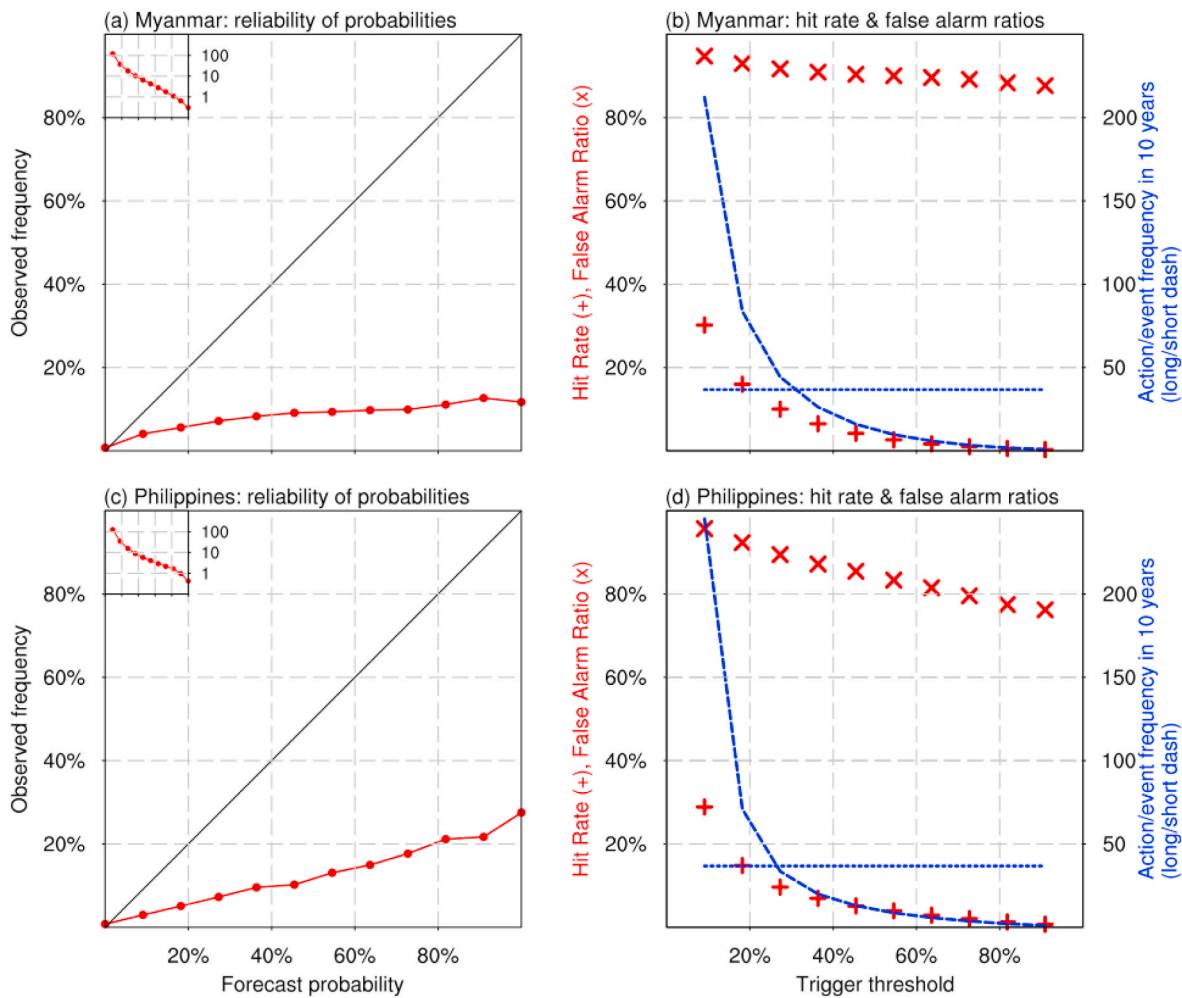 (a) Myanmar: reliability of probabilities
100
10
1
80%
60%
40%
20%
Observed frequency
(b) Myanmar: hit rate & false alarm ratios
80%
60%
40%
20%
Hit Rate (+), False Alarm Ratio (x)
200
150
100
50
Action/event frequency in 10 years
(long/short dash)
(c) Philippines: reliability of probabilities
100
10
1
80%
60%
40%
20%
Observed frequency
20%
40%
60%
80%
Forecast probability
(d) Philippines: hit rate & false alarm ratios
80%
60%
40%
20%
Hit Rate (+), False Alarm Ratio (x)
200
150
100
50
Action/event frequency in 10 years
(long/short dash)
20%
40%
60%
80%
Trigger threshold